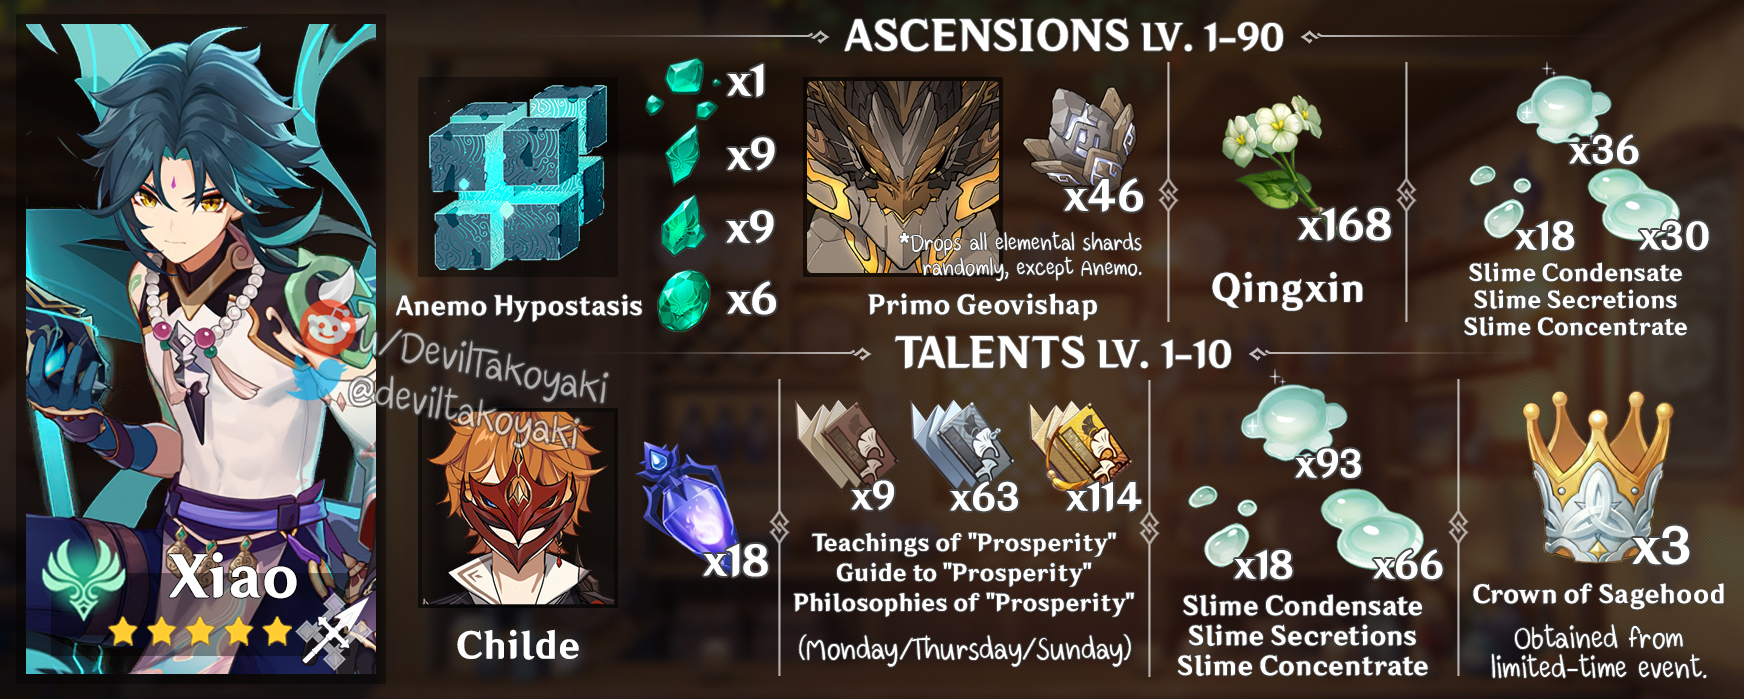 ASCENSIONS LV. 1-90
x1
x9
x9
x6
Anemo Hypostasis
x46
*Drops all elemental shards
randomly, except Anemo.
Primo Geovishap
x168
Qingxin
x36
x18
x30
Slime Condensate
Slime Secretions
Slime Concentrate
u/DevilTakoyaki
@deviltakoyaki
Xiao
TALENTS LV. 1-10
x18
Childe
x9
x63
x114
Teachings of "Prosperity"
Guide to "Prosperity"
Philosophies of "Prosperity"
(Monday/Thursday/Sunday)
x93
x18
x66
Slime Condensate
Slime Secretions
Slime Concentrate
x3
Crown of Sagehood
Obtained from
limited-time event.